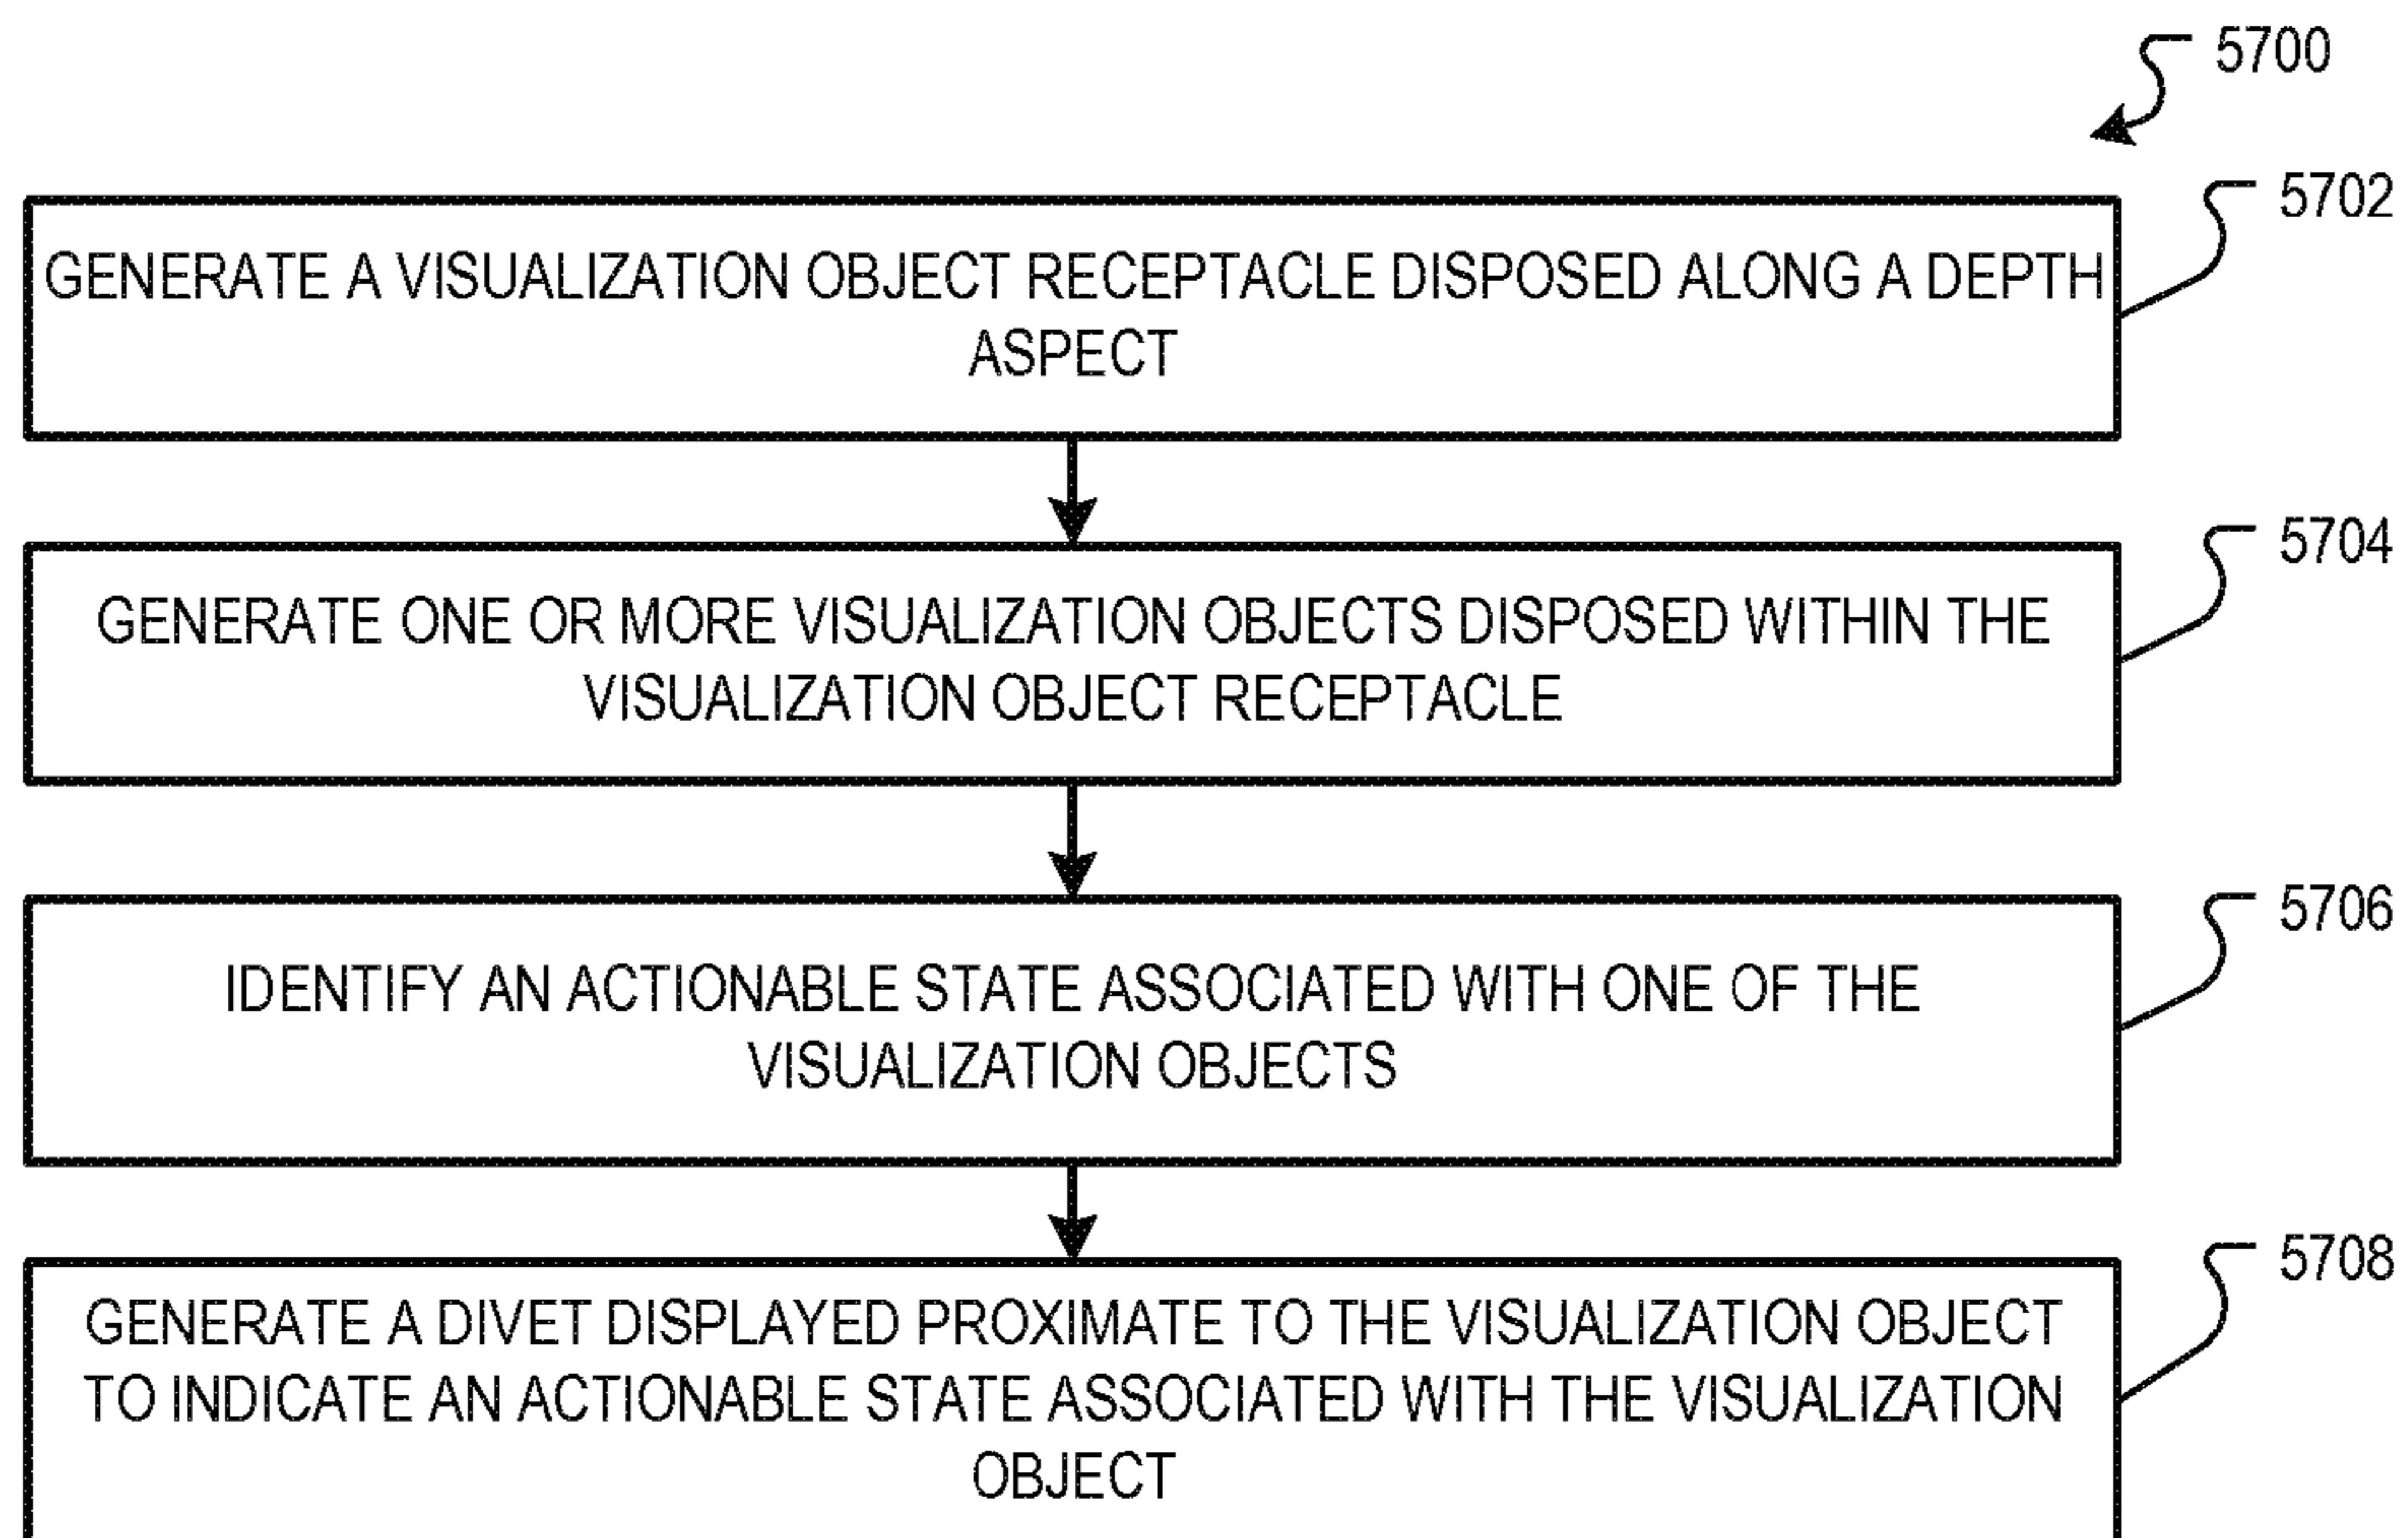 5700
5702
GENERATE A VISUALIZATION OBJECT RECEPTACLE DISPOSED ALONG A DEPTH
ASPECT
5704
GENERATE ONE OR MORE VISUALIZATION OBJECTS DISPOSED WITHIN THE
VISUALIZATION OBJECT RECEPTACLE
5706
IDENTIFY AN ACTIONABLE STATE ASSOCIATED WITH ONE OF THE
VISUALIZATION OBJECTS
5708
GENERATE A DIVET DISPLAYED PROXIMATE TO THE VISUALIZATION OBJECT
TO INDICATE AN ACTIONABLE STATE ASSOCIATED WITH THE VISUALIZATION
OBJECT